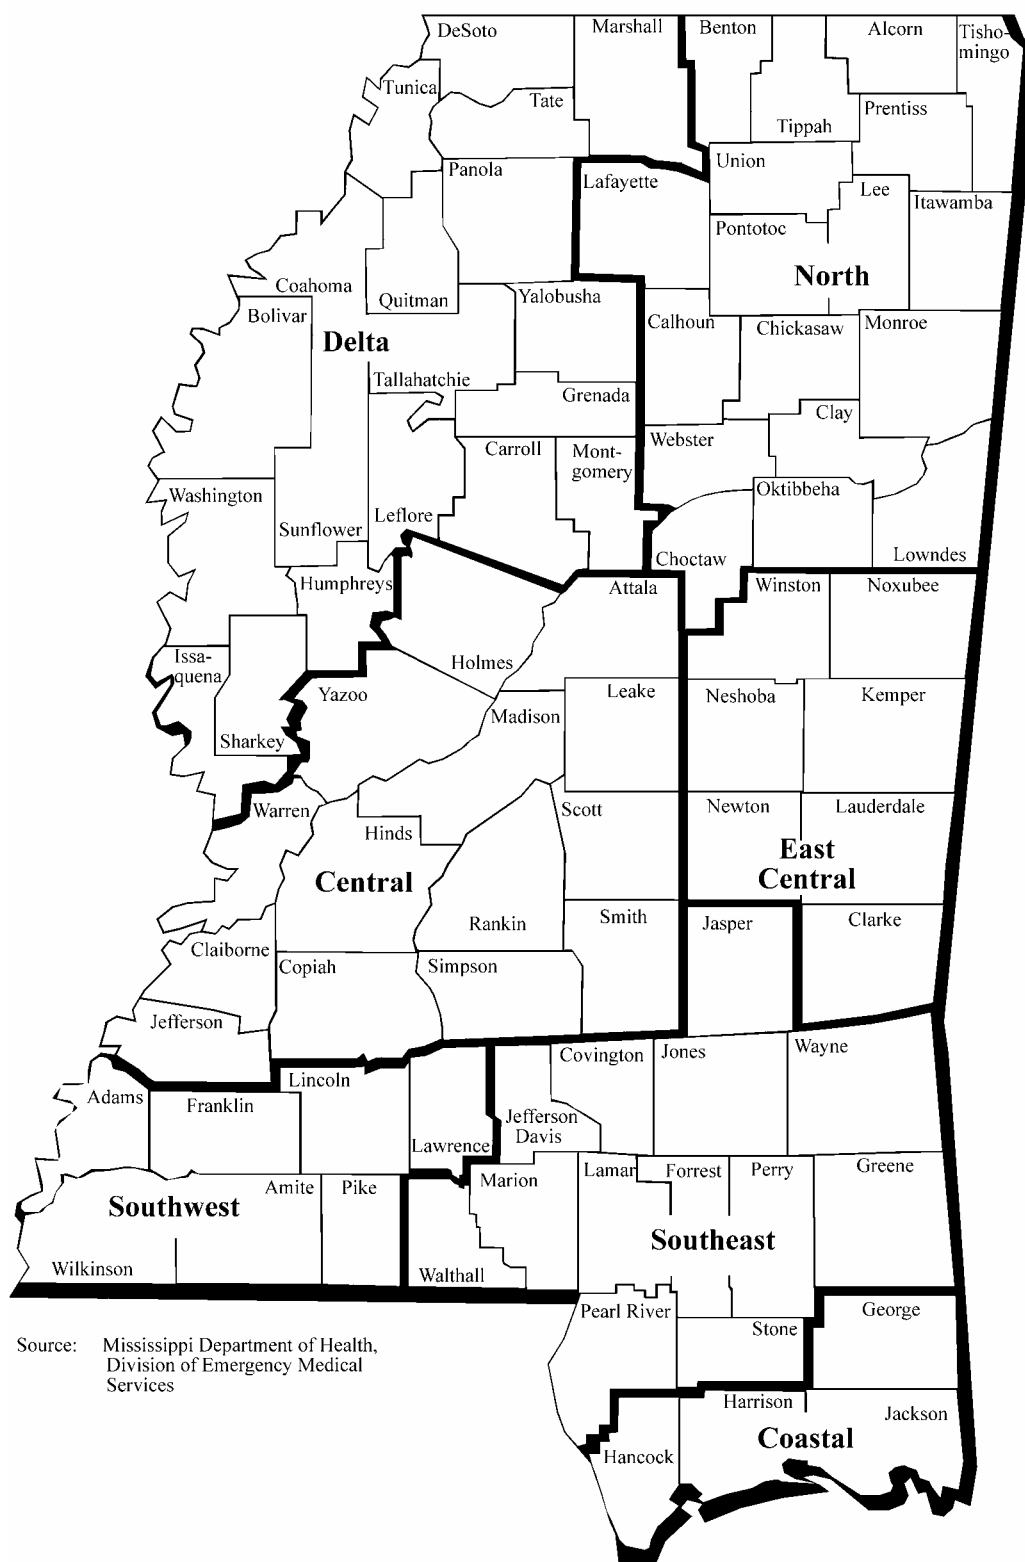 DeSoto
Marshall
Benton
Alcorn
Tisho-
mingo
Tunica
Tate
Tippah
Prentiss
Panola
Lafayette
Union
Lee
Itawamba
Pontotoc
North
Coahoma
Quitman
Yalobusha
Bolivar
Calhoun
Chickasaw
Monroe
Delta
Tallahatchie
Grenada
Clay
Carroll
Mont-
gomery
Webster
Washington
Oktibbeha
Sunflower
Leflore
Choctaw
Lowndes
Humphreys
Attala
Winston
Noxubee
Issa-
quena
Holmes
Yazoo
Leake
Neshoba
Kemper
Madison
Sharkey
Warren
Hinds
Scott
Newton
Lauderdale
East
Central
Central
Rankin
Smith
Jasper
Clarke
Claiborne
Copiah
Simpson
Jefferson
Covington
Jones
Wayne
Adams
Lincoln
Franklin
Jefferson
Davis
Lawrence
Marion
Lamar
Forrest
Perry
Greene
Amite
Pike
Southwest
Southeast
Wilkinson
Walthall
Pearl River
Stone
George
Source: Mississippi Department of Health,
Division of Emergency Medical
Services
Harrison
Jackson
Coastal
Hancock